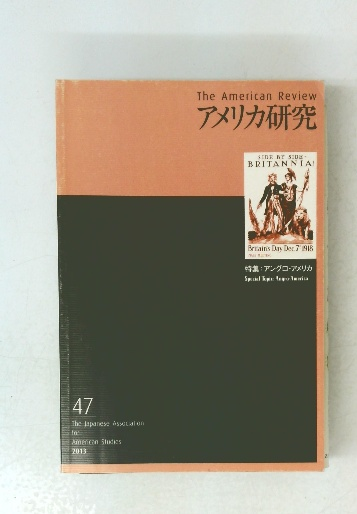 The American Review
アメリカ研究
SIDE BY SIDE-
BRITANNIA!
Britain's Day Dec. 7th 1918
特集：アングロ・アメリカ
Special Topic: Anglo-America
47
The Japanese Association
for
American Studies
2013